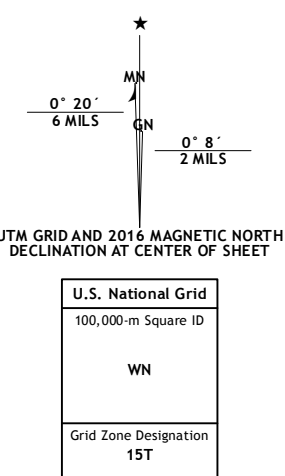 MN
0° 20´
6 MILS
GN
0° 8´
2 MILS
UTM GRID AND 2016 MAGNETIC NORTH
DECLINATION AT CENTER OF SHEET
U.S. National Grid
100,000-m Square ID
WN
Grid Zone Designation
15T